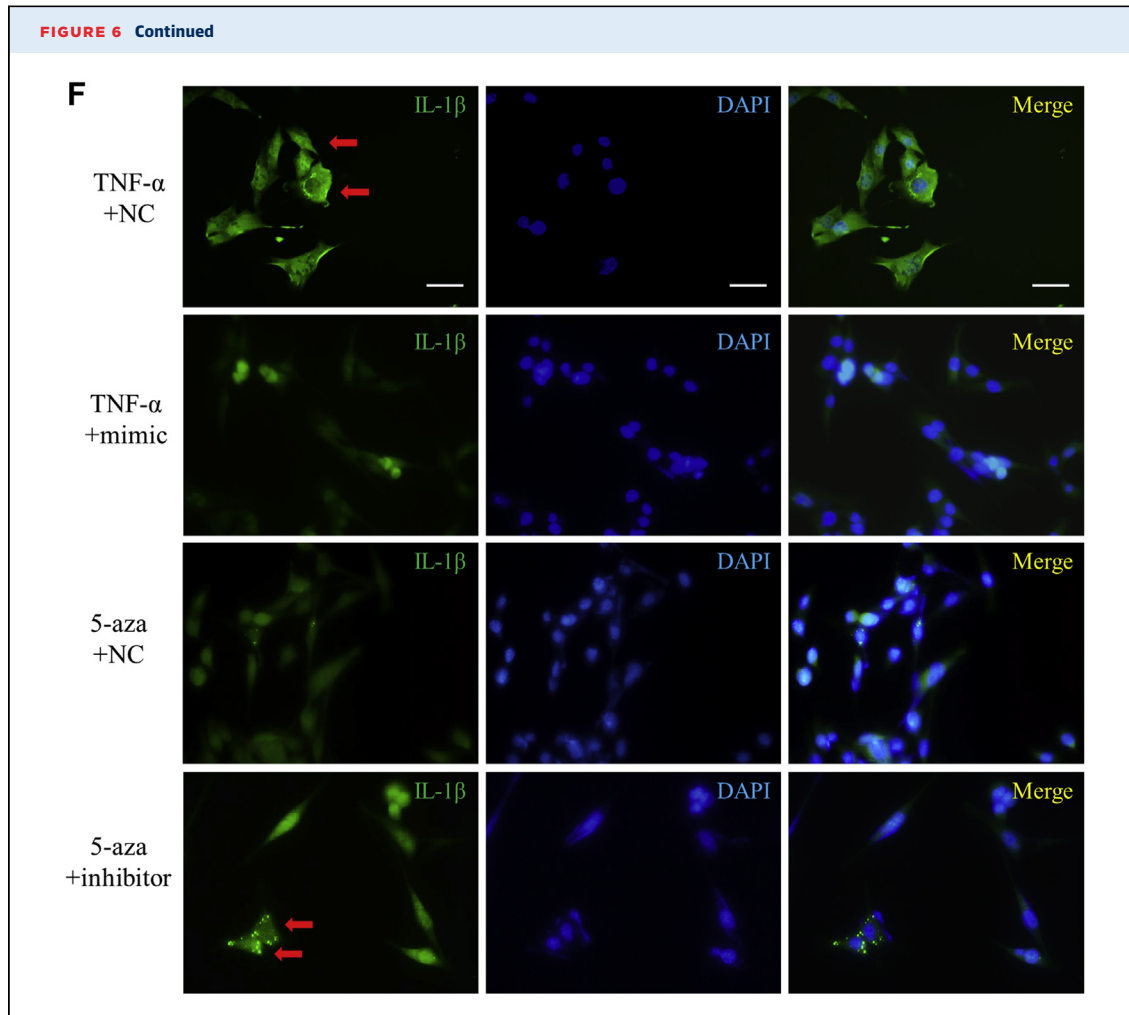 FIGURE 6 Continued
F
IL-1β DAPI Merge
TNF-α
+NC
IL-1β DAPI Merge
TNF-α
+mimic
IL-1β DAPI Merge
5-aza
+NC
IL-1β DAPI Merge
5-aza
+inhibitor